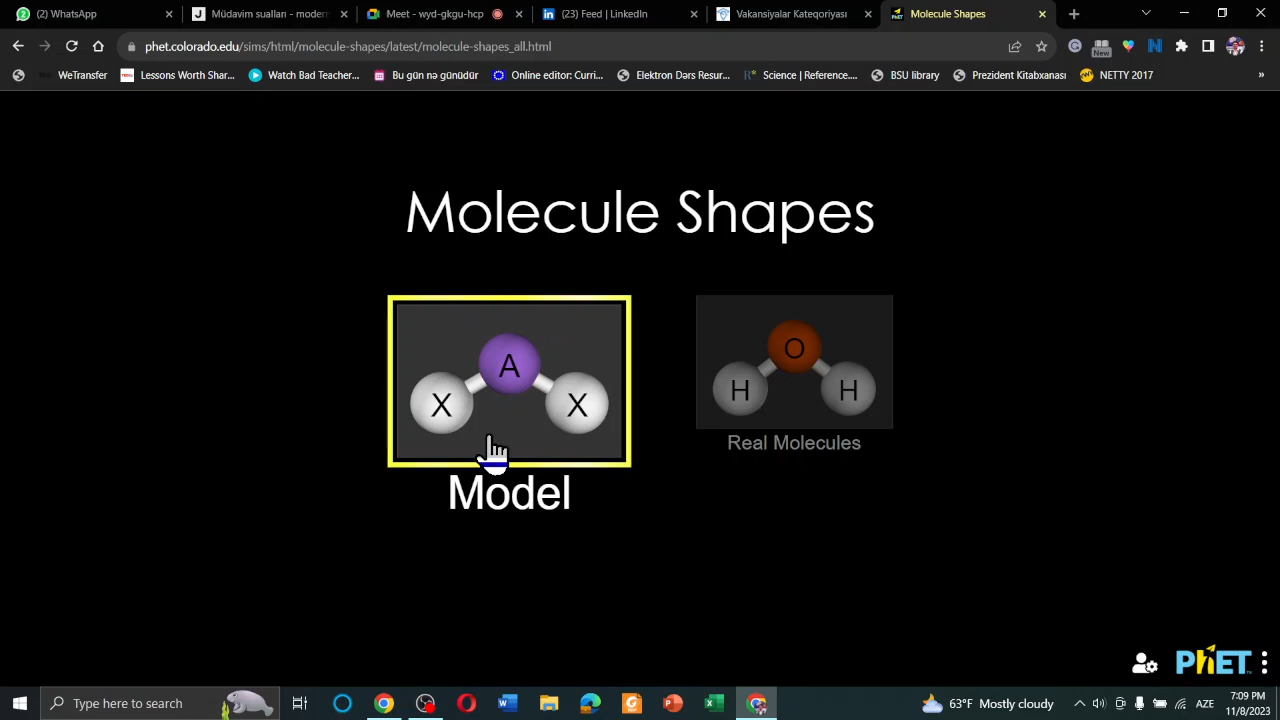 (2) WhatsApp
Müdavim sualları - modern
Meet - wyd-gkgu-hcp
(23) Feed | LinkedIn
Vakansiyalar Kateqoriyası
Molecule Shapes
phet.colorado.edu/sims/html/molecule-shapes/latest/molecule-shapes_all.html
New
WeTransfer
Lessons Worth Shar...
Watch Bad Teacher...
Bu gün nə günüdür
Online editor: Curri...
Elektron Dərs Resur...
Science | Reference....
BSU library
Prezident Kitabxanası
NETTY 2017
Molecule Shapes
A
X X
Model
O
H H
Real Molecules
PhET
Type here to search
63°F Mostly cloudy
AZE
7:09 PM
11/8/2023